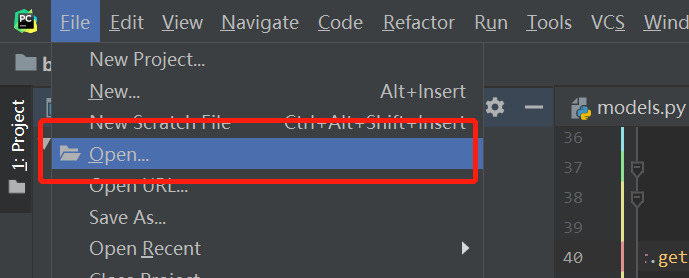 PC File Edit View Navigate Code Refactor Run Tools VCS Wind
b
New Project...
New... Alt+Insert
New Scratch File Ctrl+Alt+Shift+Insert
Open...
Open URL...
Save As...
Open Recent
Close Project
1: Project
models.py
36
37
38
39
40 .get